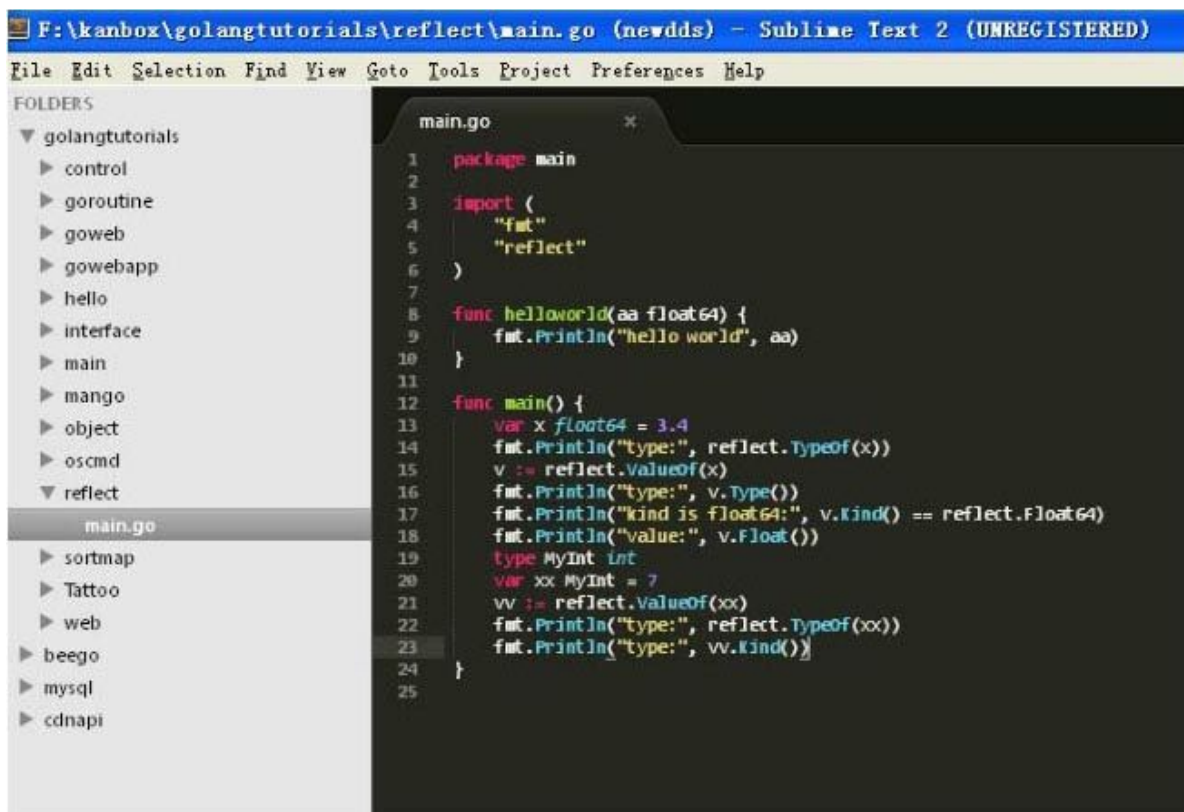 F:\kanbox\golangtutorials\reflect\main.go (newdds) - Sublime Text 2 (UNREGISTERED)
File Edit Selection Find View Goto Tools Project Preferences Help
FOLDERS
golangtutorials
control
goroutine
goweb
gowebapp
hello
interface
main
mango
object
oscmd
reflect
main.go
sortmap
Tattoo
web
beego
mysql
cdnapi
main.go ×
1 package main
2
3 import (
4 "fmt"
5 "reflect"
6 )
7
8 func helloworld(aa float64) {
9 fmt.Println("hello world", aa)
10 }
11
12 func main() {
13 var x float64 = 3.4
14 fmt.Println("type:", reflect.TypeOf(x))
15 v := reflect.ValueOf(x)
16 fmt.Println("type:", v.Type())
17 fmt.Println("kind is float64:", v.Kind() == reflect.Float64)
18 fmt.Println("value:", v.Float())
19 type MyInt int
20 var xx MyInt = 7
21 vv := reflect.ValueOf(xx)
22 fmt.Println("type:", reflect.TypeOf(xx))
23 fmt.Println("type:", vv.Kind())
24 }
25